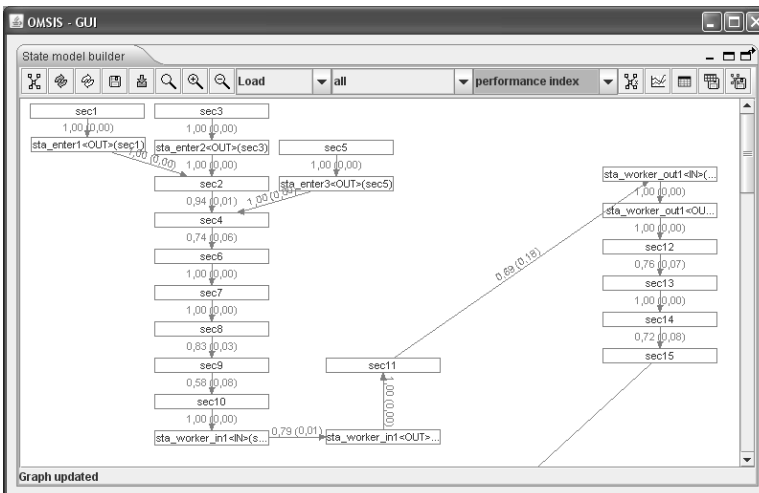 OMSIS - GUI
State model builder
Load all performance index
sec1
1,00 (0,00)
sta_enter1<OUT>(sec1)
1,00 (0,00)
sec3
1,00 (0,00)
sta_enter2<OUT>(sec3)
1,00 (0,00)
sec5
1,00 (0,00)
sta_enter3<OUT>(sec5)
1,00 (0,00)
sec2
0,94 (0,01)
sec4
0,74 (0,06)
sec6
1,00 (0,00)
sec7
1,00 (0,00)
sec8
0,83 (0,03)
sec9
0,58 (0,08)
sec10
1,00 (0,00)
sta_worker_in1<IN>(s...
0,79 (0,01)
sta_worker_in1<OUT>...
1,00 (0,00)
sec11
0,69 (0,18)
sta_worker_out1<IN>(...
1,00 (0,00)
sta_worker_out1<OU...
1,00 (0,00)
sec12
0,76 (0,07)
sec13
1,00 (0,00)
sec14
0,72 (0,08)
sec15
Graph updated